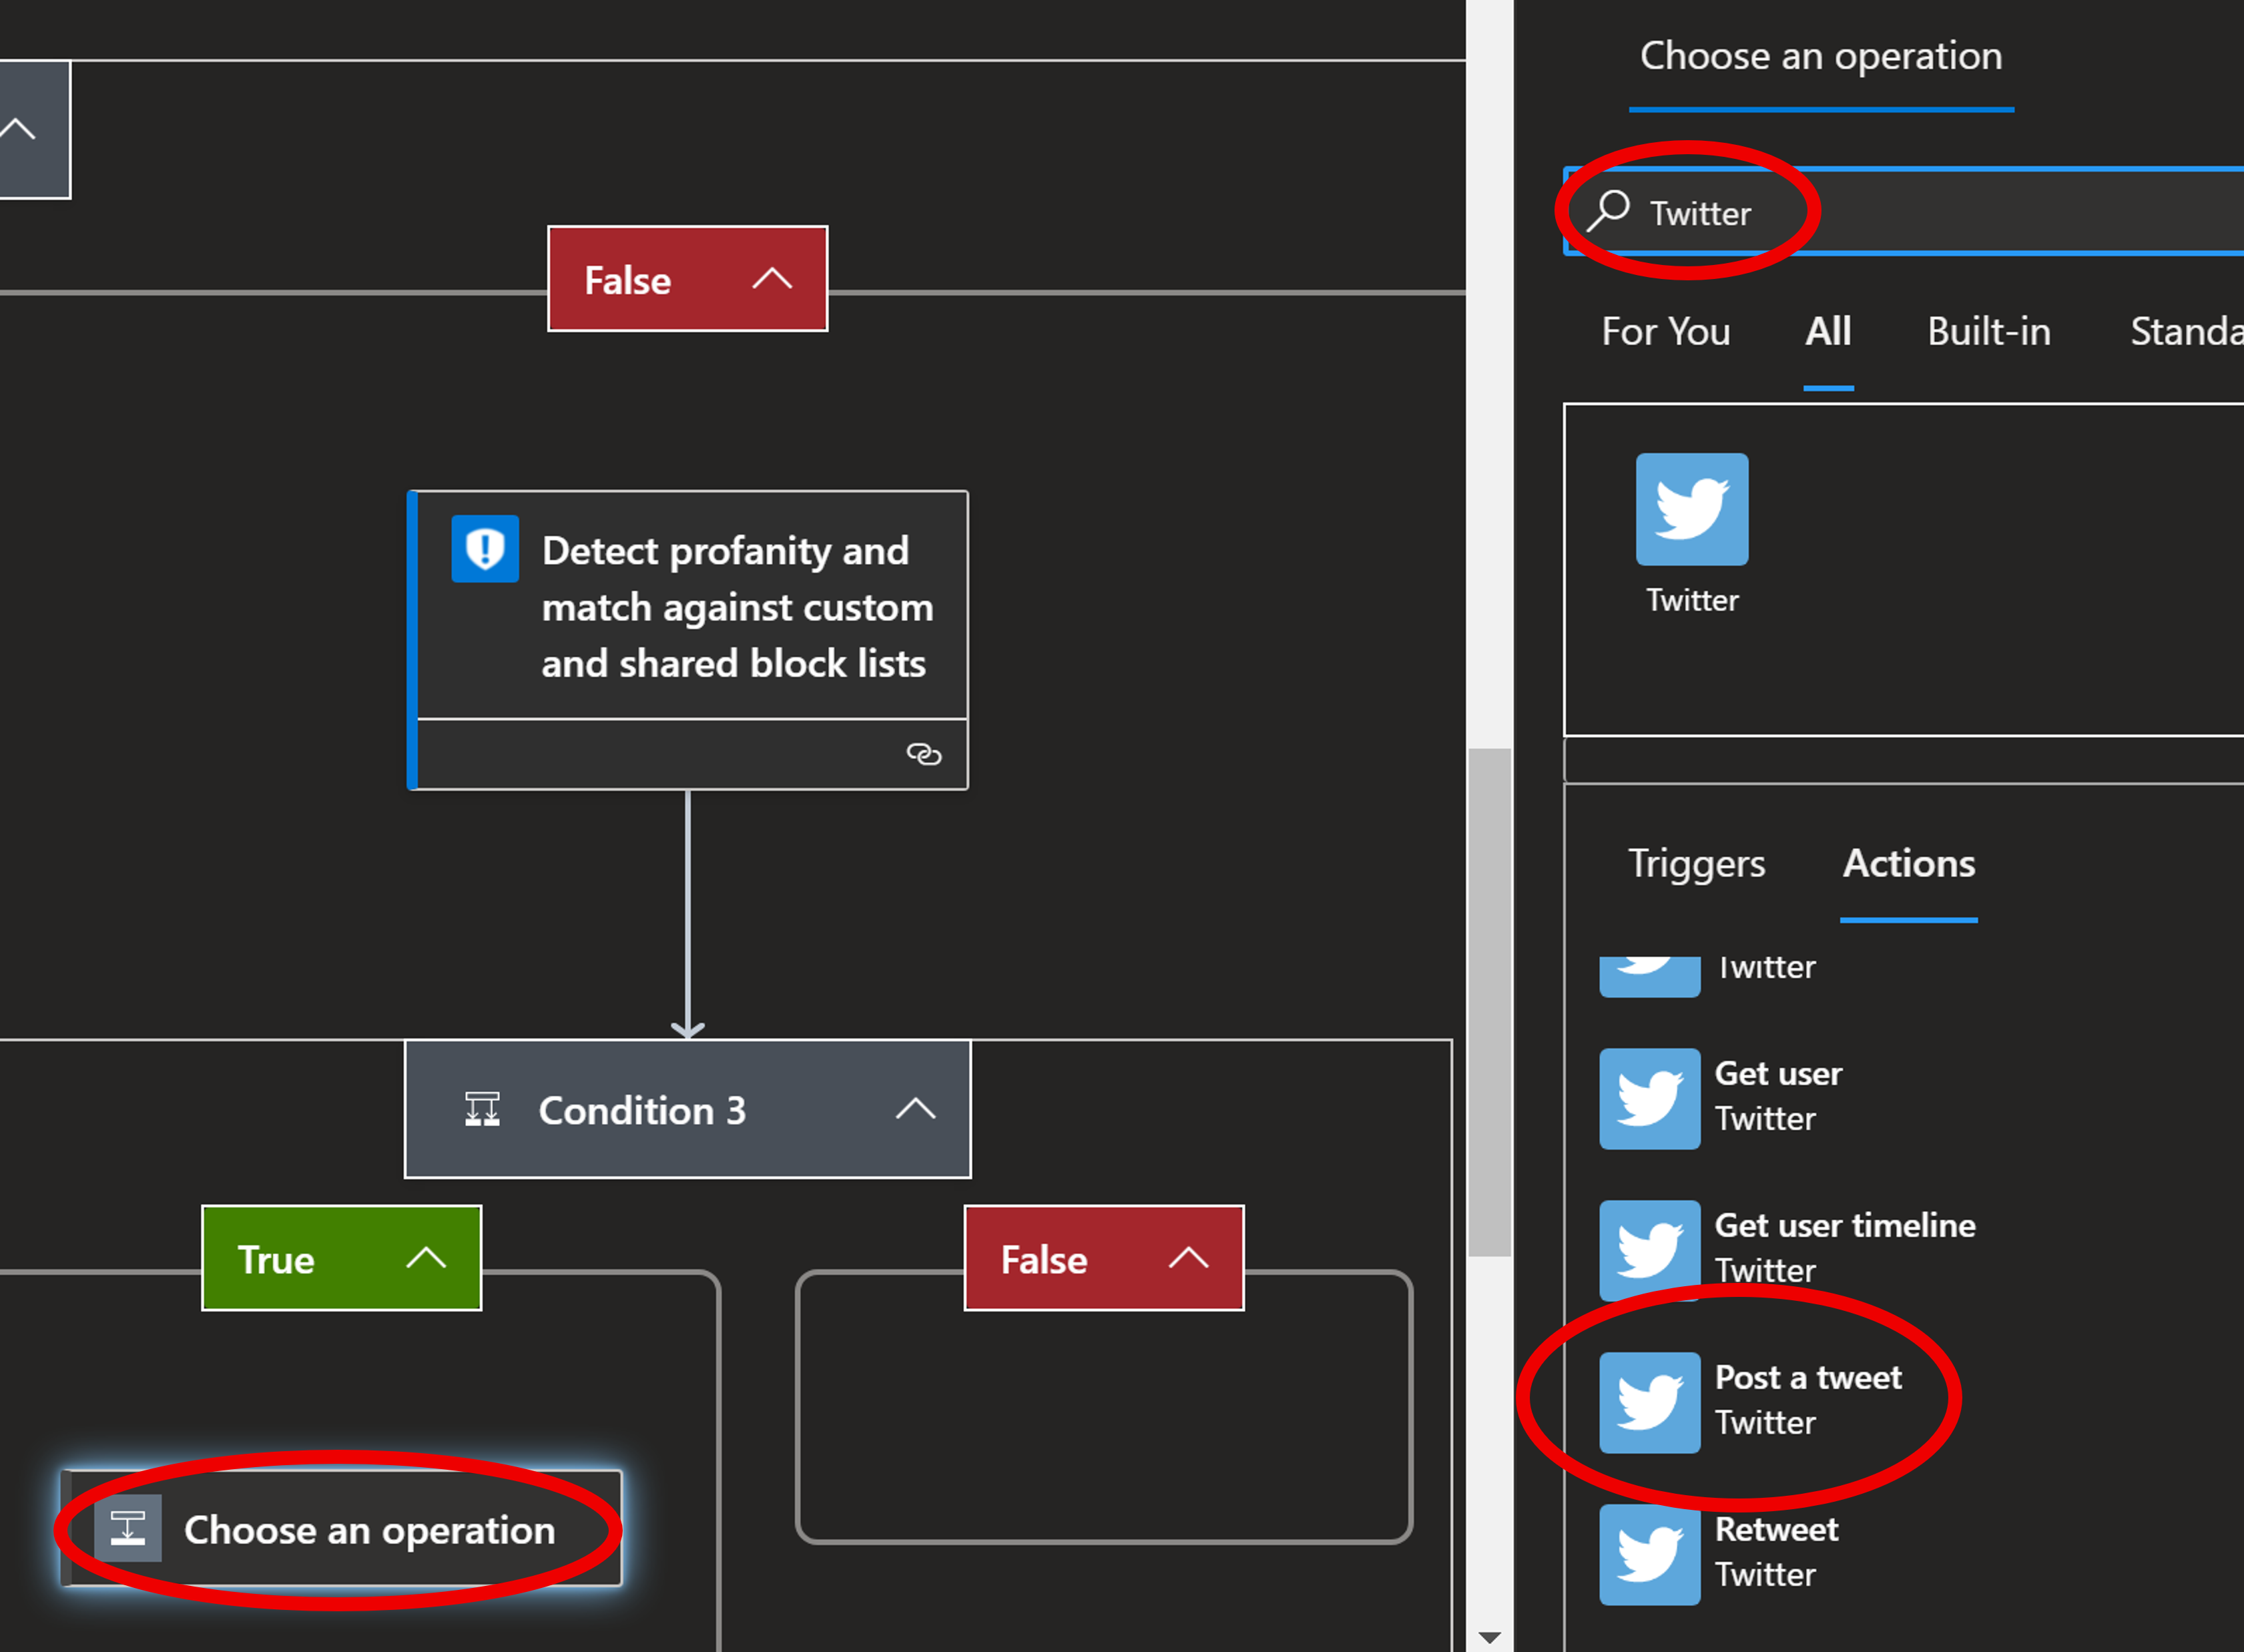 False
Detect profanity and
match against custom
and shared block lists
Condition 3
True
False
Choose an operation
Choose an operation
Twitter
For You All Built-in Standa
Twitter
Triggers Actions
Twitter
Get user
Twitter
Get user timeline
Twitter
Post a tweet
Twitter
Retweet
Twitter